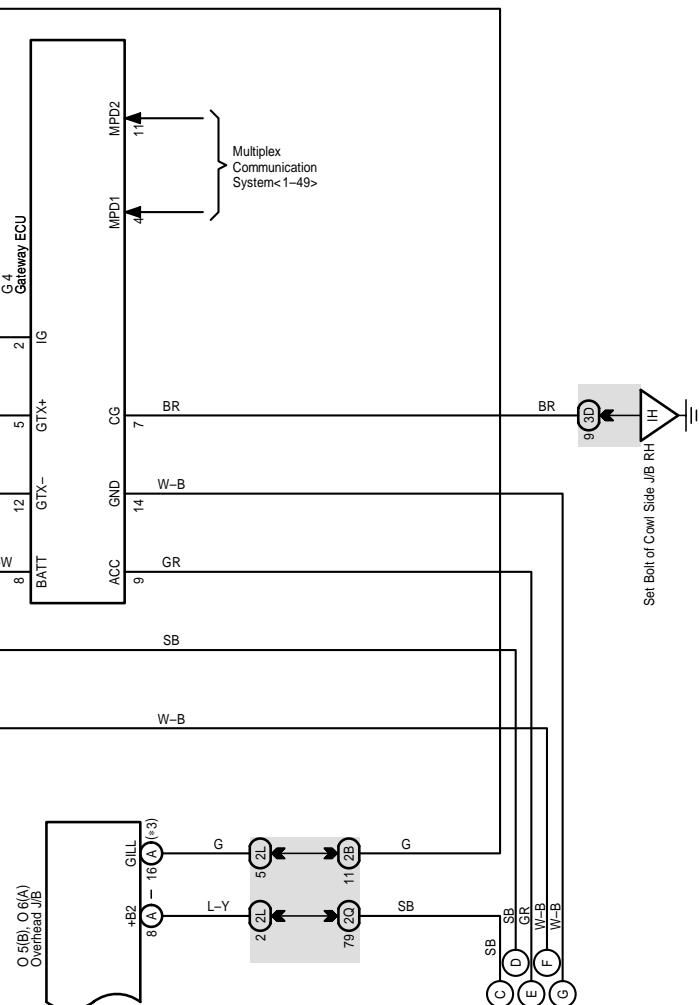 G 4
Gateway ECU
MPD2
11
MPD1
4
Multiplex
Communication
System<1–49>
2
IG
5
GTX+
CG
7
BR
BR
9
3D
IH
Set Bolt of Cowl Side J/B RH
12
GTX–
GND
14
W–B
W
8
BATT
ACC
9
GR
SB
W–B
O 5(B), O 6(A)
Overhead J/B
GILL
16
A
(*3)
G
5
2L
11
2B
G
+B2
8
A
–
L–Y
2
2L
79
2Q
SB
SB
SB
GR
W–B
W–B
C
D
E
F
G